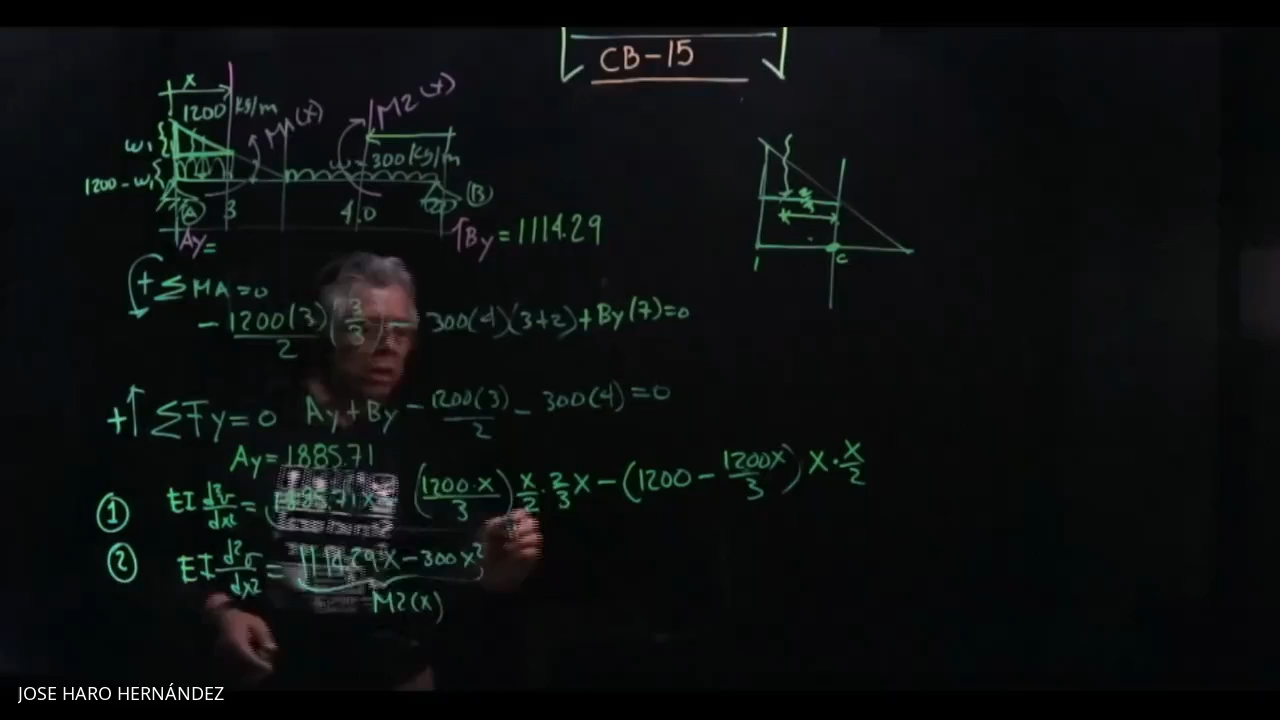 CB-15
x
1200 kg/m
M1(x)
M2(x)
w1
w=300 kg/m
1200-w1
A 3 4.0 B
Ay= By=1114.29
1 c
+ ΣMA=0
- 1200(3)/2 (3/3) - 300(4)(3+2)+By(7)=0
+↑ ΣFy=0 Ay+By - 1200(3)/2 - 300(4)=0
Ay=1885.71
① EI d²v/dx² = 1885.71x - (1200·x/3) x/2 · 2/3 x - (1200 - 1200x/3) x · x/2
② EI d²v/dx² = 1114.29x - 300x²
M2(x)
JOSE HARO HERNÁNDEZ